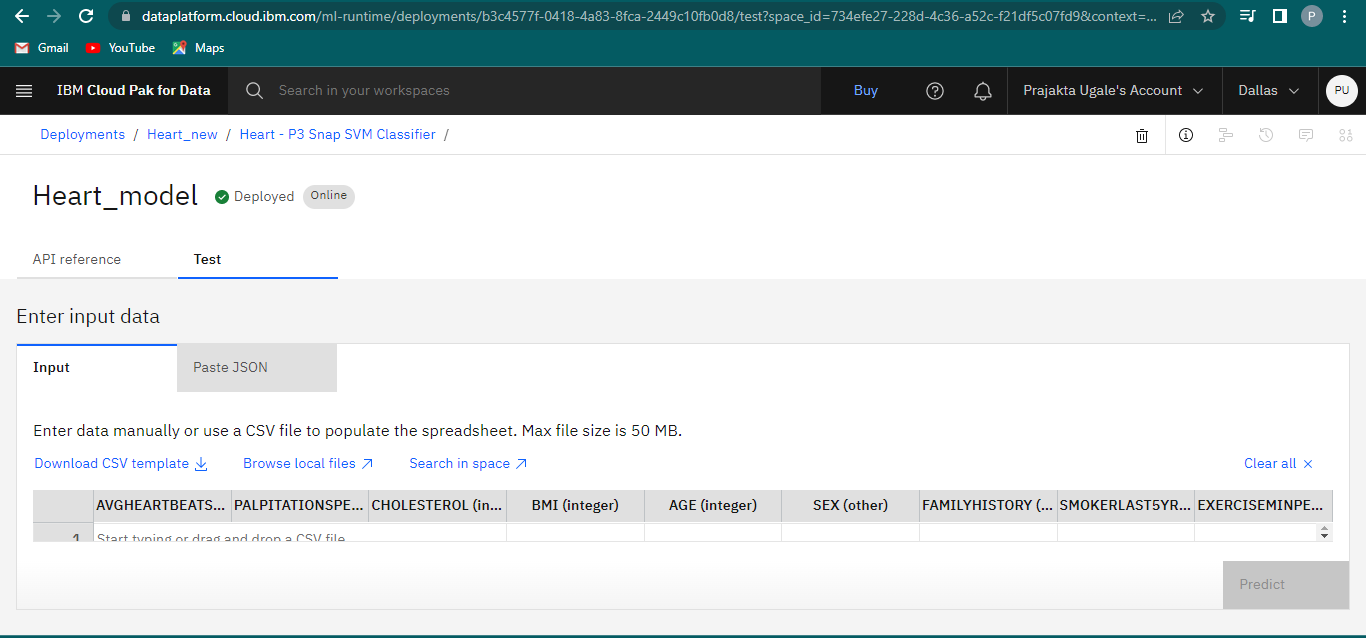 dataplatform.cloud.ibm.com/ml-runtime/deployments/b3c4577f-0418-4a83-8fca-2449c10fb0d8/test?space_id=734efe27-228d-4c36-a52c-f21df5c07fd9&context=...
P
Gmail YouTube Maps
IBM Cloud Pak for Data Search in your workspaces Buy Prajakta Ugale's Account Dallas PU
Deployments / Heart_new / Heart - P3 Snap SVM Classifier /
Heart_model Deployed Online
API reference Test
Enter input data
Input Paste JSON
Enter data manually or use a CSV file to populate the spreadsheet. Max file size is 50 MB.
Download CSV template Browse local files Search in space Clear all
AVGHEARTBEATS... PALPITATIONSPE... CHOLESTEROL (in... BMI (integer) AGE (integer) SEX (other) FAMILYHISTORY (... SMOKERLAST5YR... EXERCISEMINPE...
1 Start typing or drag and drop a CSV file
Predict